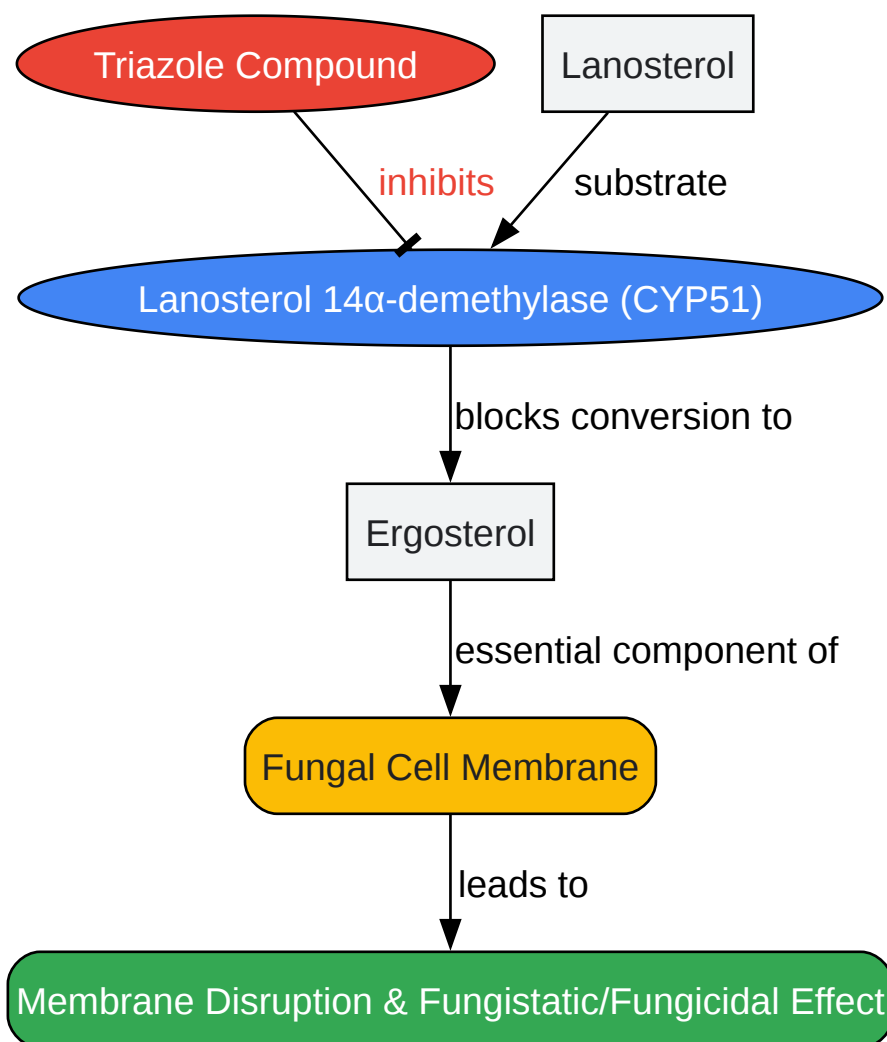 Triazole Compound
Lanosterol
inhibits
substrate
Lanosterol 14α-demethylase (CYP51)
blocks conversion to
Ergosterol
essential component of
Fungal Cell Membrane
leads to
Membrane Disruption & Fungistatic/Fungicidal Effect